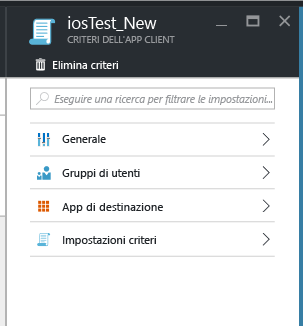 iosTest_New
CRITERI DELL'APP CLIENT
Elimina criteri
Eseguire una ricerca per filtrare le impostazioni...
Generale
Gruppi di utenti
App di destinazione
Impostazioni criteri